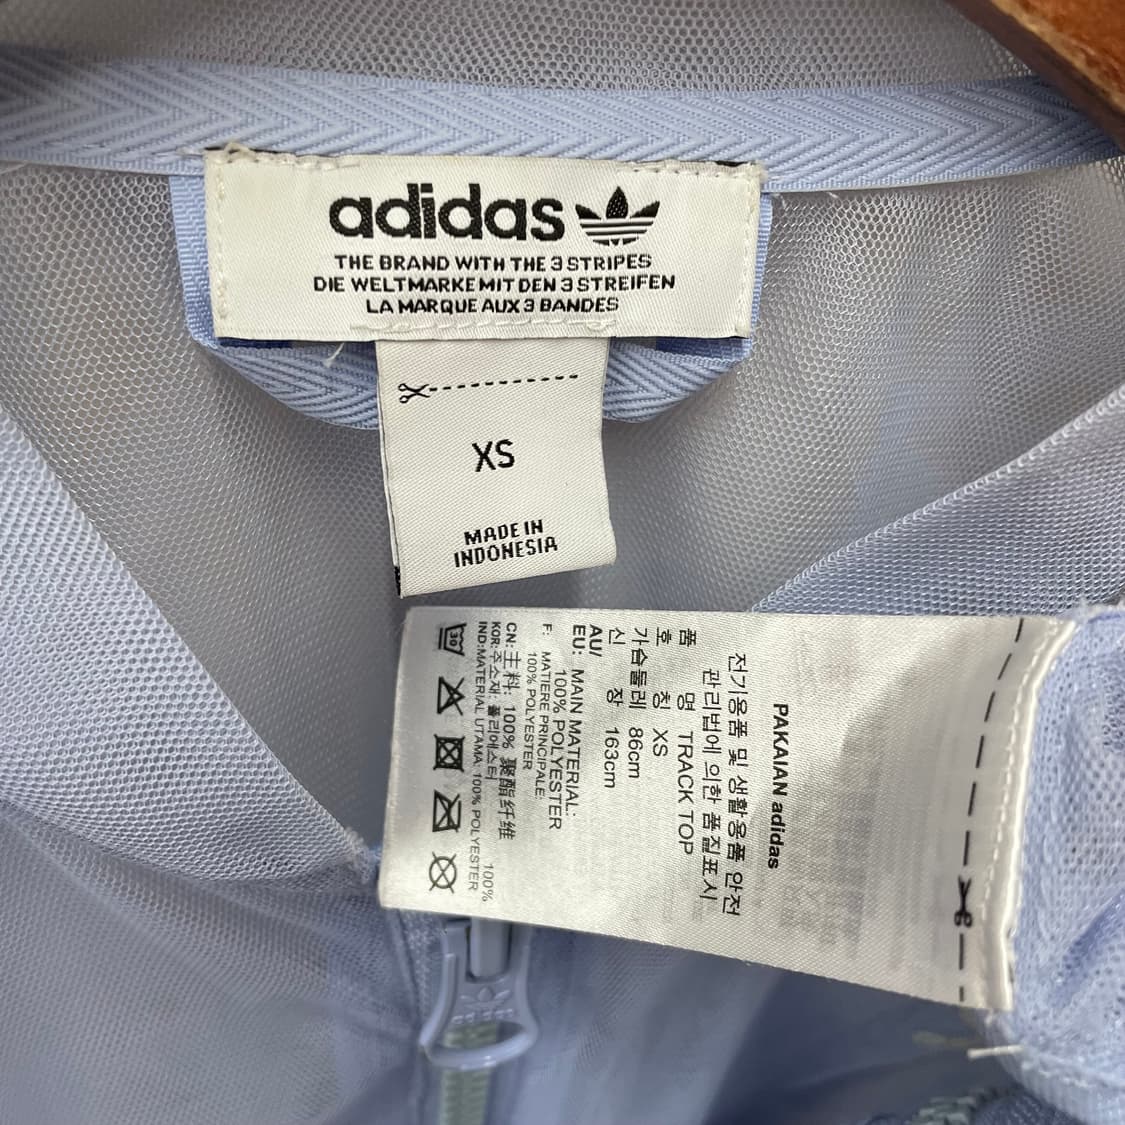 adidas
THE BRAND WITH THE 3 STRIPES
DIE WELTMARKE MIT DEN 3 STREIFEN
LA MARQUE AUX 3 BANDES
XS
MADE IN
INDONESIA
PAKAIAN adidas
전기용품 및 생활용품 안전
관리법에 의한 품질표시
품 명 TRACK TOP
호 칭 XS
가슴둘레 86cm
신 장 163cm
AU/
EU: MAIN MATERIAL:
100% POLYESTER
F: MATIERE PRINCIPALE:
100% POLYESTER
CN: 主料: 100% 聚酯纤维
KOR: 주소재: 폴리에스터 100%
IND:MATERIAL UTAMA: 100% POLYESTER
30
adidas